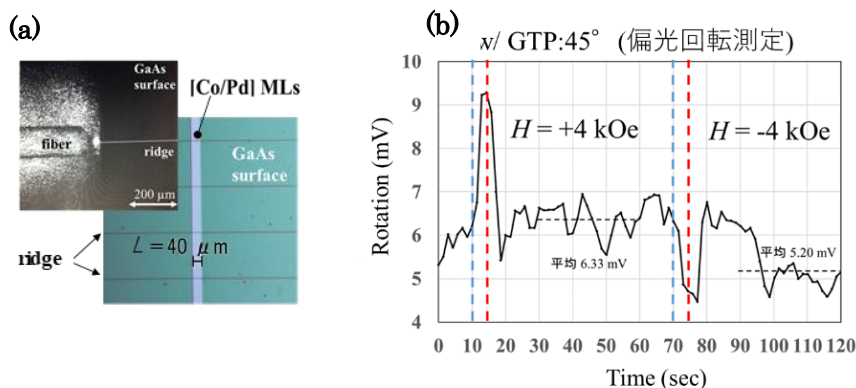 (a)
GaAs
surface
[Co/Pd] MLs
fiber
ridge
200 μm
GaAs
surface
ridge
L = 40 μm
(b)
w/ GTP:45° (偏光回転測定)
Rotation (mV)
10
9
8
7
6
5
4
H = +4 kOe
H = -4 kOe
平均 6.33 mV
平均 5.20 mV
0 10 20 30 40 50 60 70 80 90 100 110 120
Time (sec)